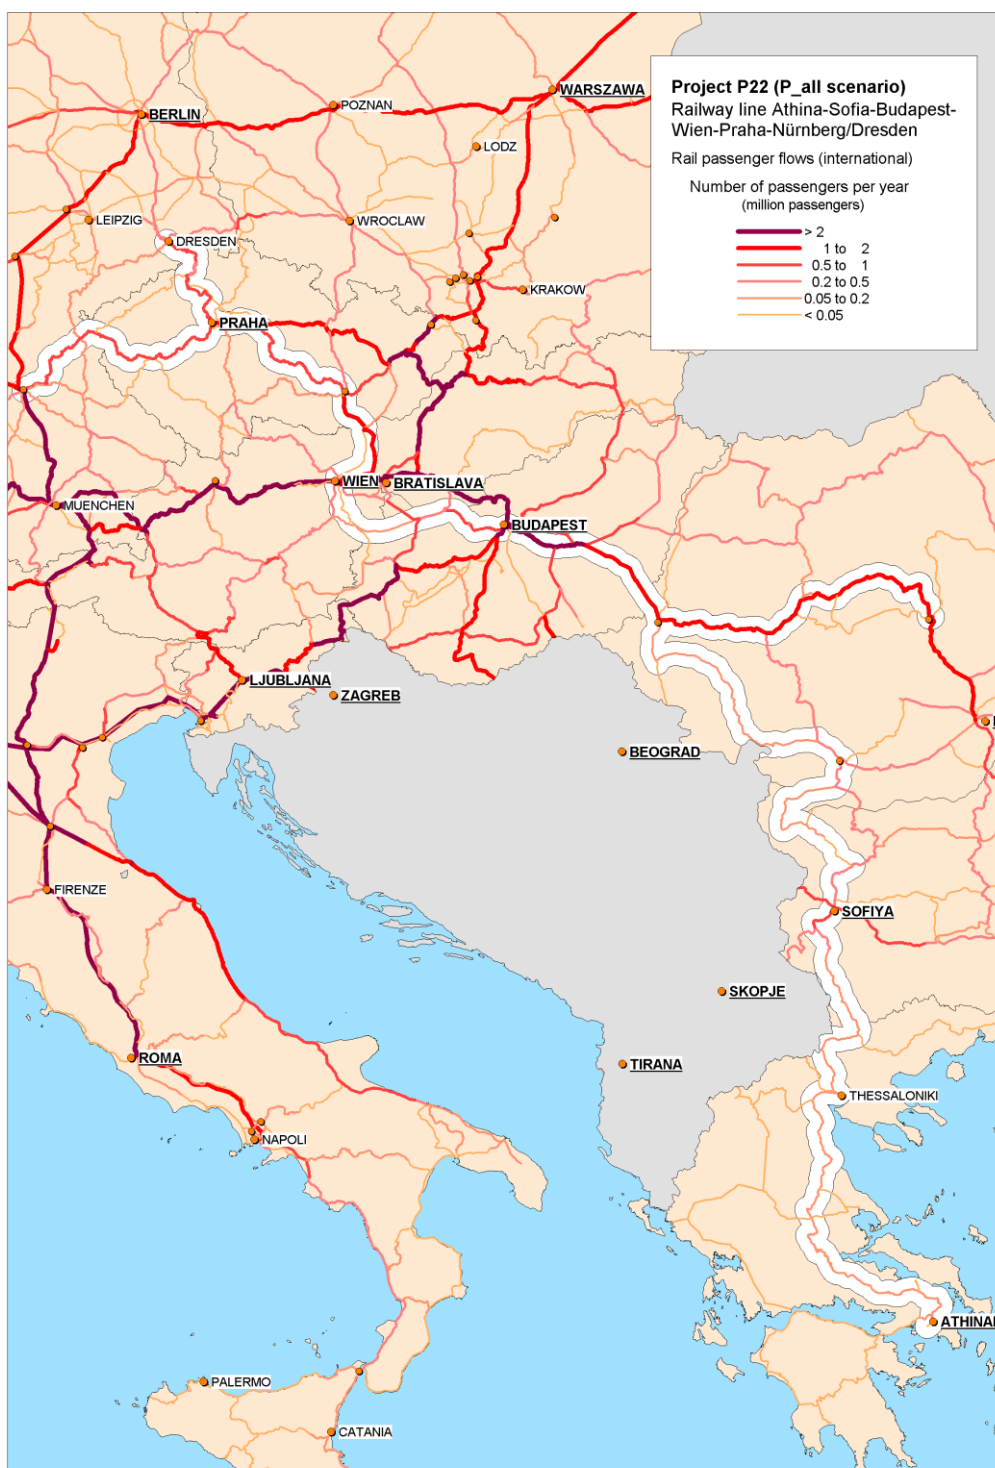 Project P22 (P_all scenario)
Railway line Athina-Sofia-Budapest-
Wien-Praha-Nürnberg/Dresden
Rail passenger flows (international)
Number of passengers per year
(million passengers)
> 2
1 to 2
0.5 to 1
0.2 to 0.5
0.05 to 0.2
< 0.05
WARSZAWA
POZNAN
BERLIN
LODZ
LEIPZIG
WROCLAW
DRESDEN
KRAKOW
PRAHA
WIEN
BRATISLAVA
MUENCHEN
BUDAPEST
LJUBLJANA
ZAGREB
BEOGRAD
FIRENZE
SOFIYA
SKOPJE
ROMA
TIRANA
THESSALONIKI
NAPOLI
ATHINAI
PALERMO
CATANIA